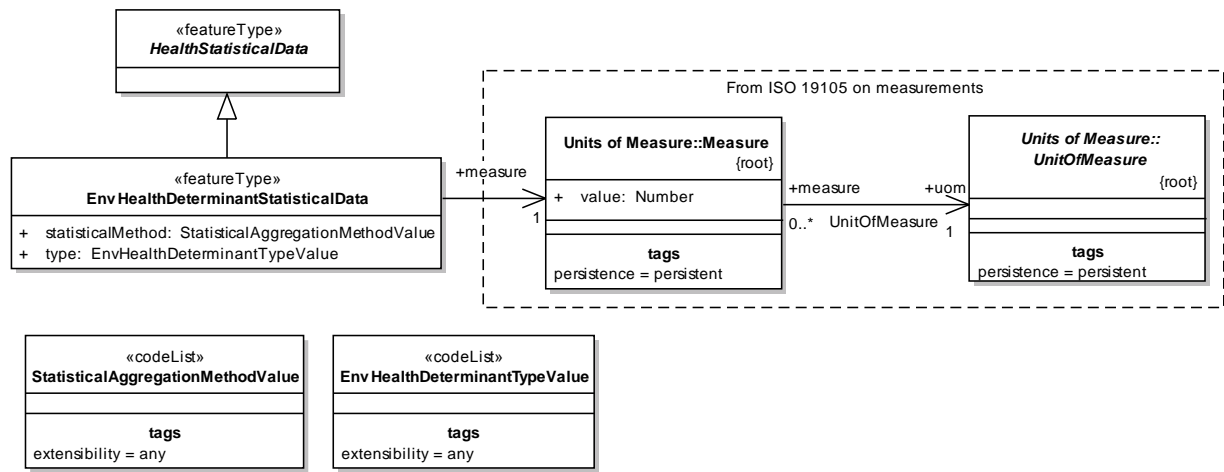 «featureType»
HealthStatisticalData
From ISO 19105 on measurements
«featureType»
EnvHealthDeterminantStatisticalData
+ statisticalMethod: StatisticalAggregationMethodValue
+ type: EnvHealthDeterminantTypeValue
+measure
1
Units of Measure::Measure
{root}
+ value: Number
tags
persistence = persistent
+measure
+uom
0..*
UnitOfMeasure
1
Units of Measure::
UnitOfMeasure
{root}
tags
persistence = persistent
«codeList»
StatisticalAggregationMethodValue
tags
extensibility = any
«codeList»
EnvHealthDeterminantTypeValue
tags
extensibility = any